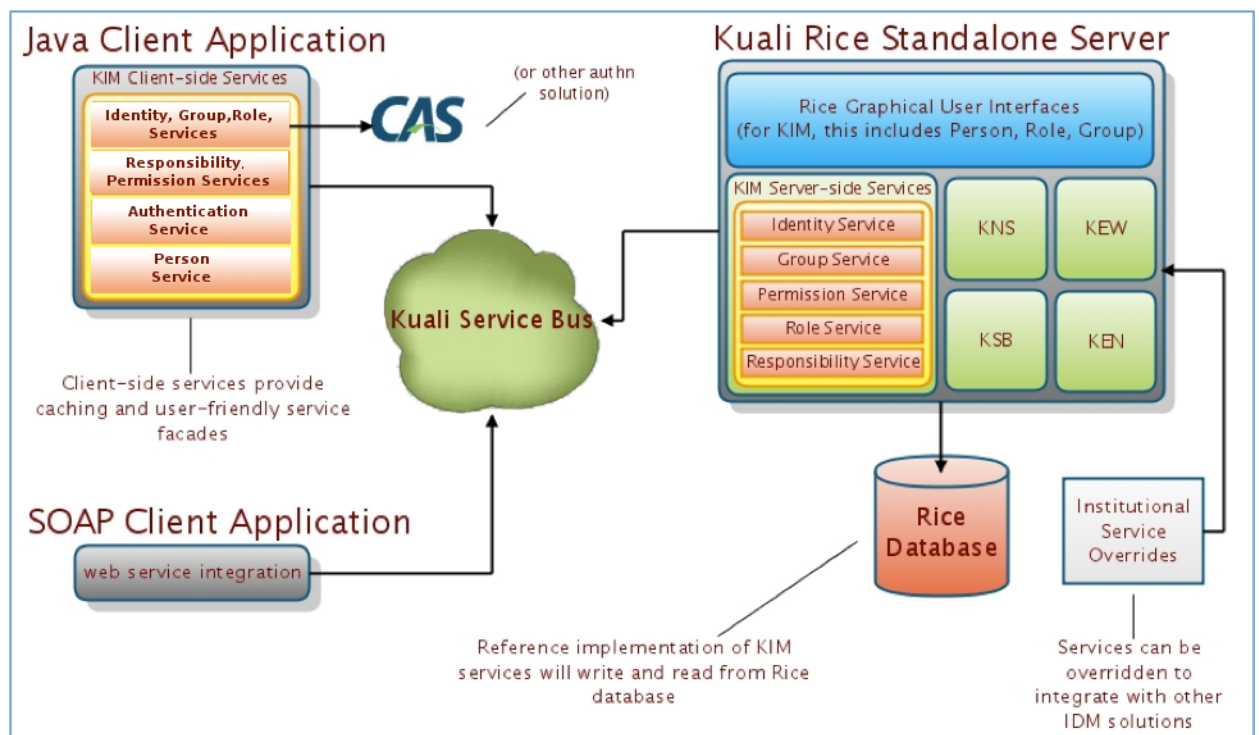 Java Client Application
KIM Client-side Services
Identity, Group,Role,
Services
Responsibility.
Permission Services
Authentication
Service
Person
Service
CAS
(or other authn
solution)
Client-side services provide
caching and user-friendly service
facades
Kuali Service Bus
SOAP Client Application
web service integration
Kuali Rice Standalone Server
Rice Graphical User Interfaces
(for KIM, this includes Person, Role, Group)
KIM Server-side Services
Identity Service
Group Service
Permission Service
Role Service
Responsibility Service
KNS
KEW
KSB
KEN
Rice
Database
Institutional
Service
Overrides
Reference implementation of KIM
services will write and read from Rice
database
Services can be
overridden to
integrate with other
IDM solutions